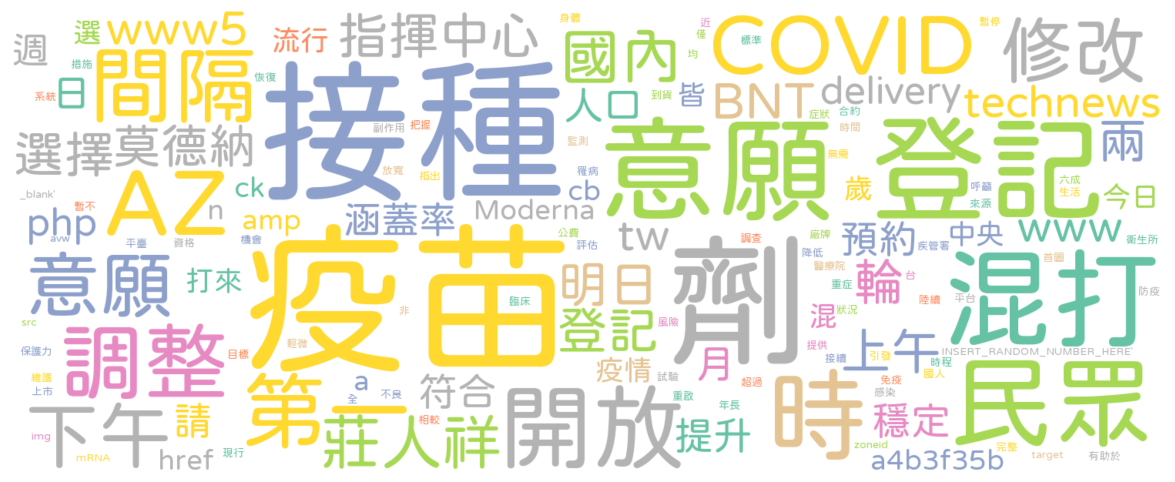 週 選 www5 流行 指揮中心 身體 近 僅 COVID 暫停 修改
措施 間隔 恢復 國內 均 標準
系統 日 接種 人口 到貨 皆 BNT delivery technews
選擇 莫德納 副作用 把握 意願登記 症狀 合約 時間 兩
放寬 監測 無需
_blank' AZ n ck 指出 罹病 cb 歲 呼籲 六成 生活 來源 今日
暫不 php amp 涵蓋率 Moderna tw 公費 廠牌 預約 中央 www
avw 平臺 資格 機會 評估 調查 降低 疾管署 衛生所
意願 打來 疫苗 劑 明日 醫療院 重症 輪 台 首圖 混打
臨床 陸續 平台 防疫
src 非 登記 風險 混 狀況
保護力 調整 目標 輕微 提供 引發 上午 INSERT_RANDOM_NUMBER_HERE'
維護 上市 a 全 不良 疫情 試驗 月 接續 時程 國人
第一 符合 超過 時 免疫 感染 民眾
下午 請 相較 開放 重啟 年長 穩定
img 莊人祥 提升 zoneid 完整
mRNA href 現行 a4b3f35b target 有助於